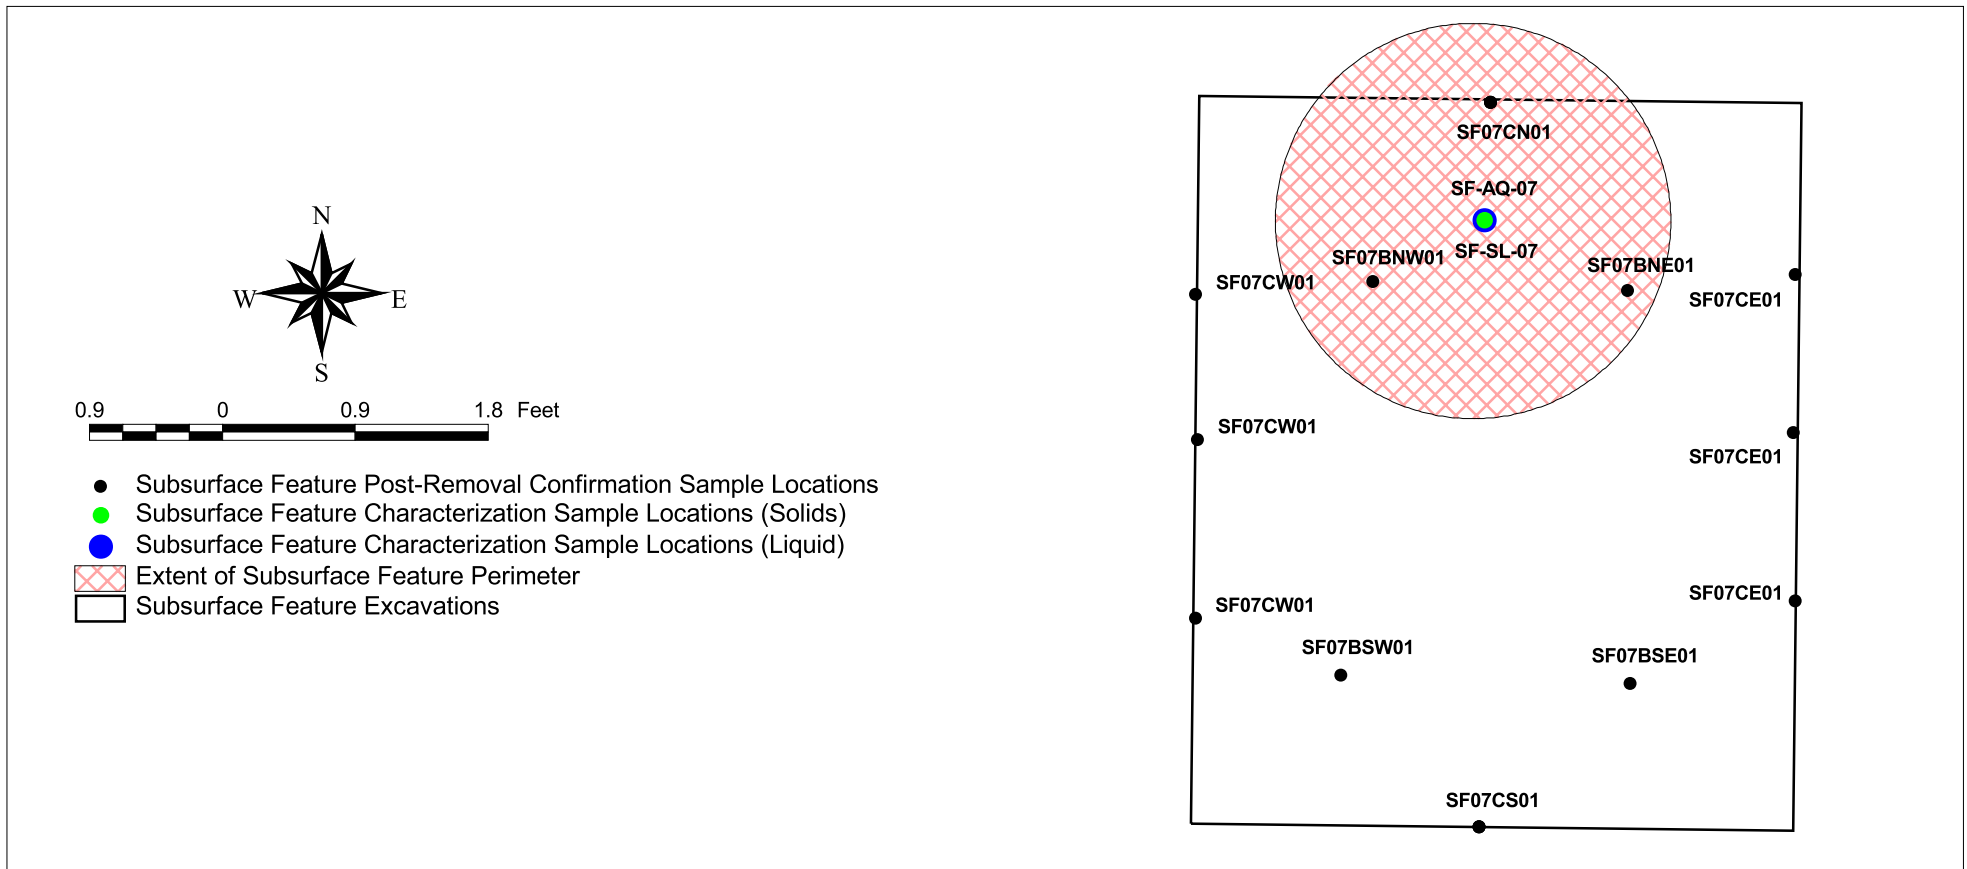 N
W
E
S
0.9 0 0.9 1.8 Feet
Subsurface Feature Post-Removal Confirmation Sample Locations
Subsurface Feature Characterization Sample Locations (Solids)
Subsurface Feature Characterization Sample Locations (Liquid)
Extent of Subsurface Feature Perimeter
Subsurface Feature Excavations
SF07CN01
SF-AQ-07
SF-SL-07
SF07BNW01
SF07BNE01
SF07CW01
SF07CE01
SF07CW01
SF07CE01
SF07CE01
SF07CW01
SF07BSW01
SF07BSE01
SF07CS01